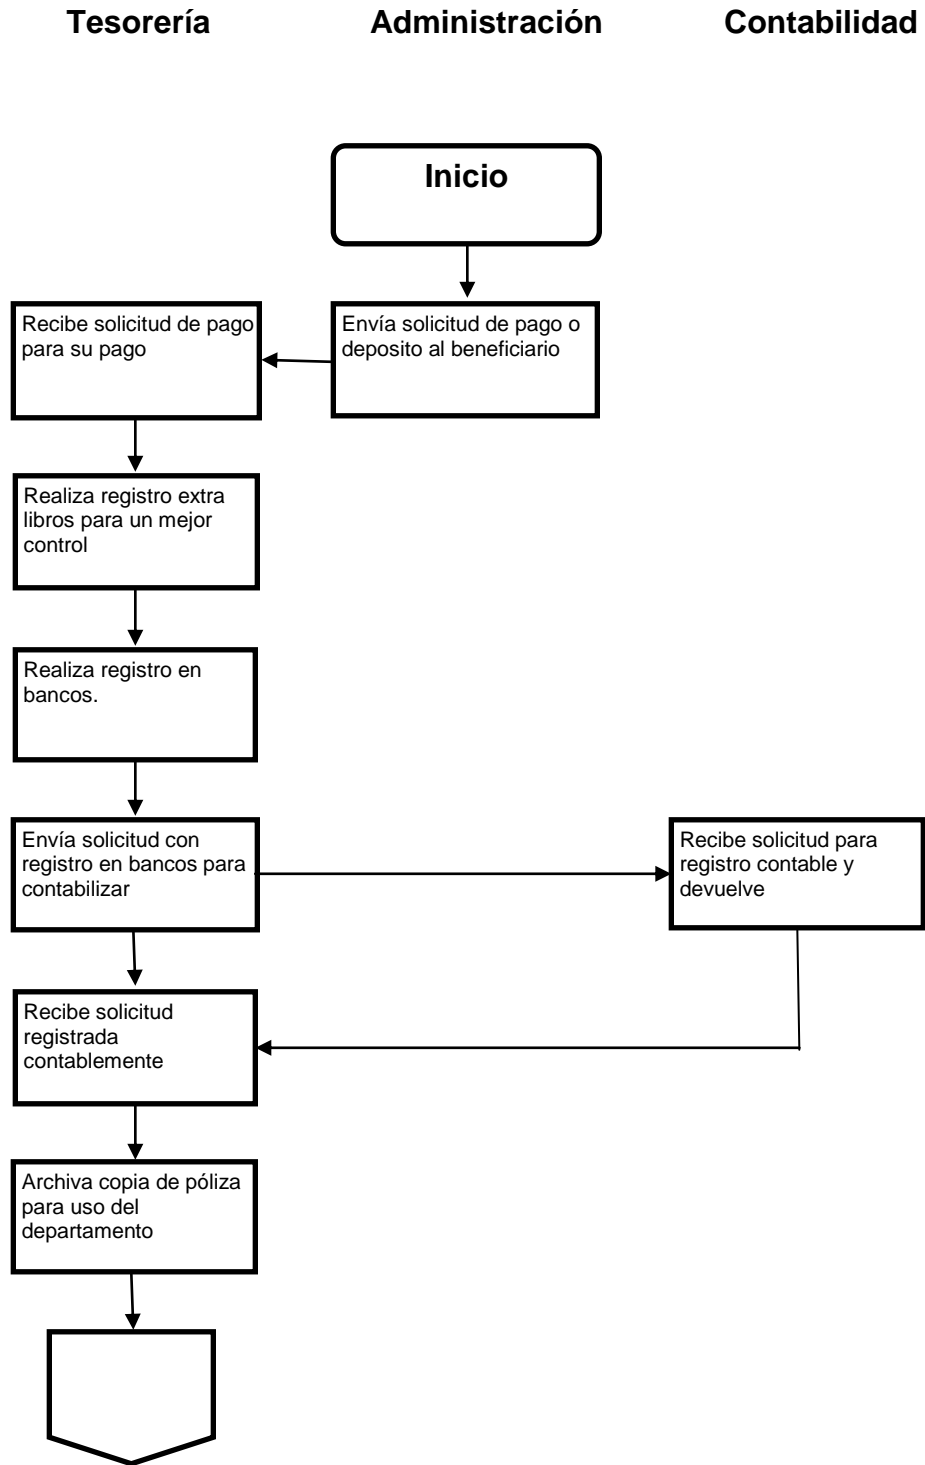 Tesorería Administración Contabilidad
Inicio
Envía solicitud de pago o
deposito al beneficiario
Recibe solicitud de pago
para su pago
Realiza registro extra
libros para un mejor
control
Realiza registro en
bancos.
Envía solicitud con
registro en bancos para
contabilizar
Recibe solicitud para
registro contable y
devuelve
Recibe solicitud
registrada
contablemente
Archiva copia de póliza
para uso del
departamento